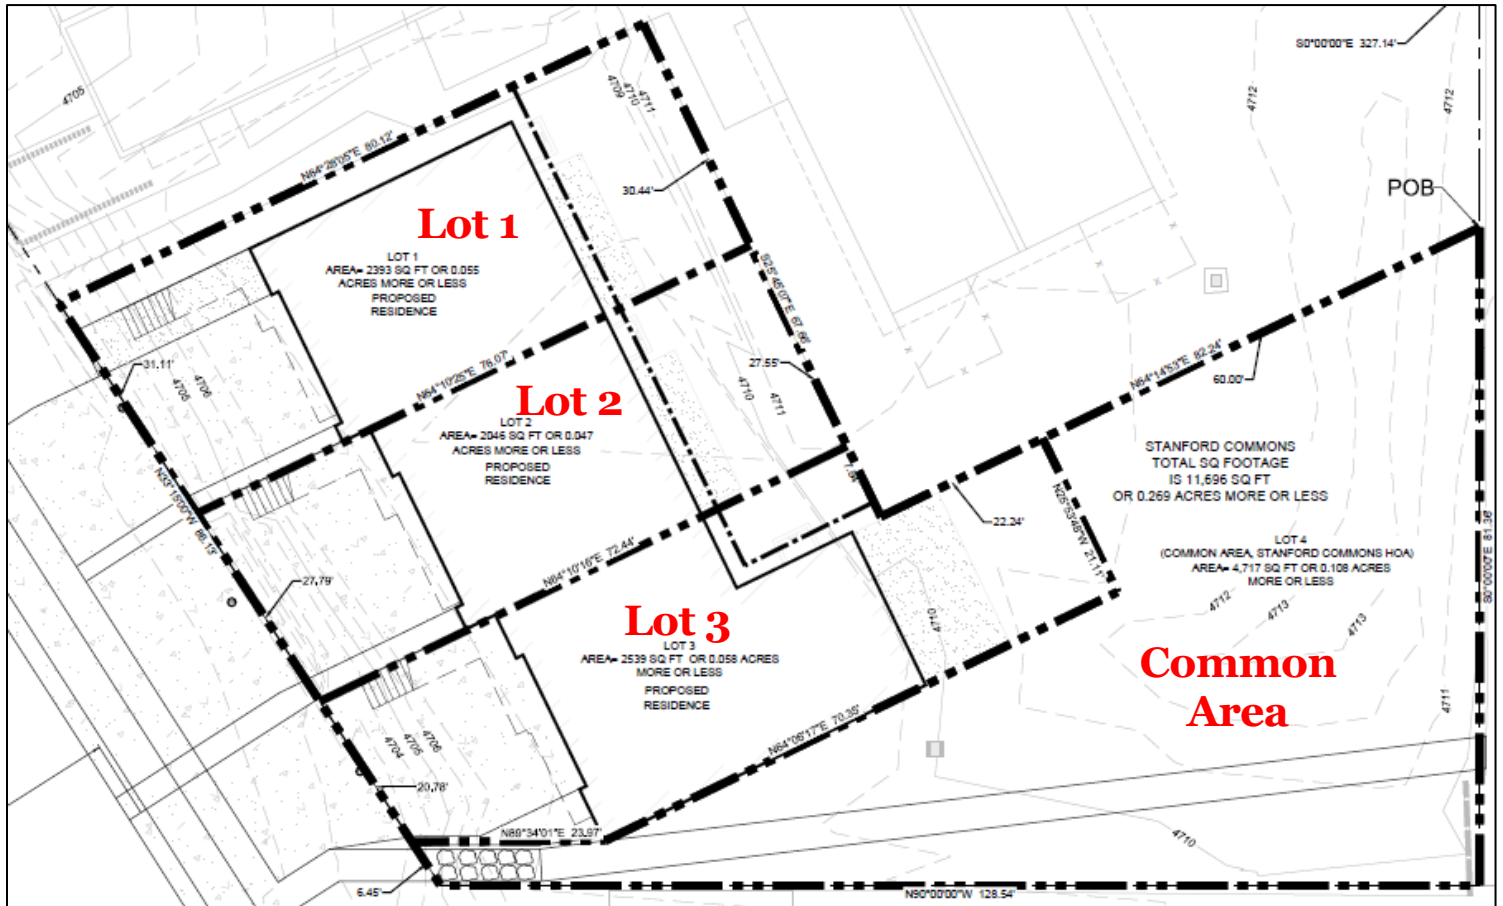 S0°00'00"E 327.14'
4705
4709
4710
4711
4712
4712
N64°28'05"E 80.12'
30.44'
POB
Lot 1
LOT 1
AREA= 2393 SQ FT OR 0.055
ACRES MORE OR LESS
PROPOSED
RESIDENCE
S25°45'07"E 67.66'
31.11'
4705
4706
N64°10'25"E 76.07'
27.55'
4710
4711
N64°14'53"E 82.24'
60.00'
Lot 2
LOT 2
AREA= 2046 SQ FT OR 0.047
ACRES MORE OR LESS
PROPOSED
RESIDENCE
7.64'
STANFORD COMMONS
TOTAL SQ FOOTAGE
IS 11,696 SQ FT
OR 0.269 ACRES MORE OR LESS
N33°15'00"W 86.13'
22.24'
N25°53'48"W 21.11'
S0°00'00"E 81.36'
LOT 4
(COMMON AREA, STANFORD COMMONS HOA)
AREA= 4,717 SQ FT OR 0.108 ACRES
MORE OR LESS
N64°10'16"E 72.44'
27.79'
4712
4713
4713
4710
Lot 3
LOT 3
AREA= 2539 SQ FT OR 0.058 ACRES
MORE OR LESS
PROPOSED
RESIDENCE
Common
Area
4711
N64°06'17"E 70.35'
4704
4705
4706
20.78'
N89°34'01"E 23.97'
4710
6.45'
N90°00'00"W 128.54'